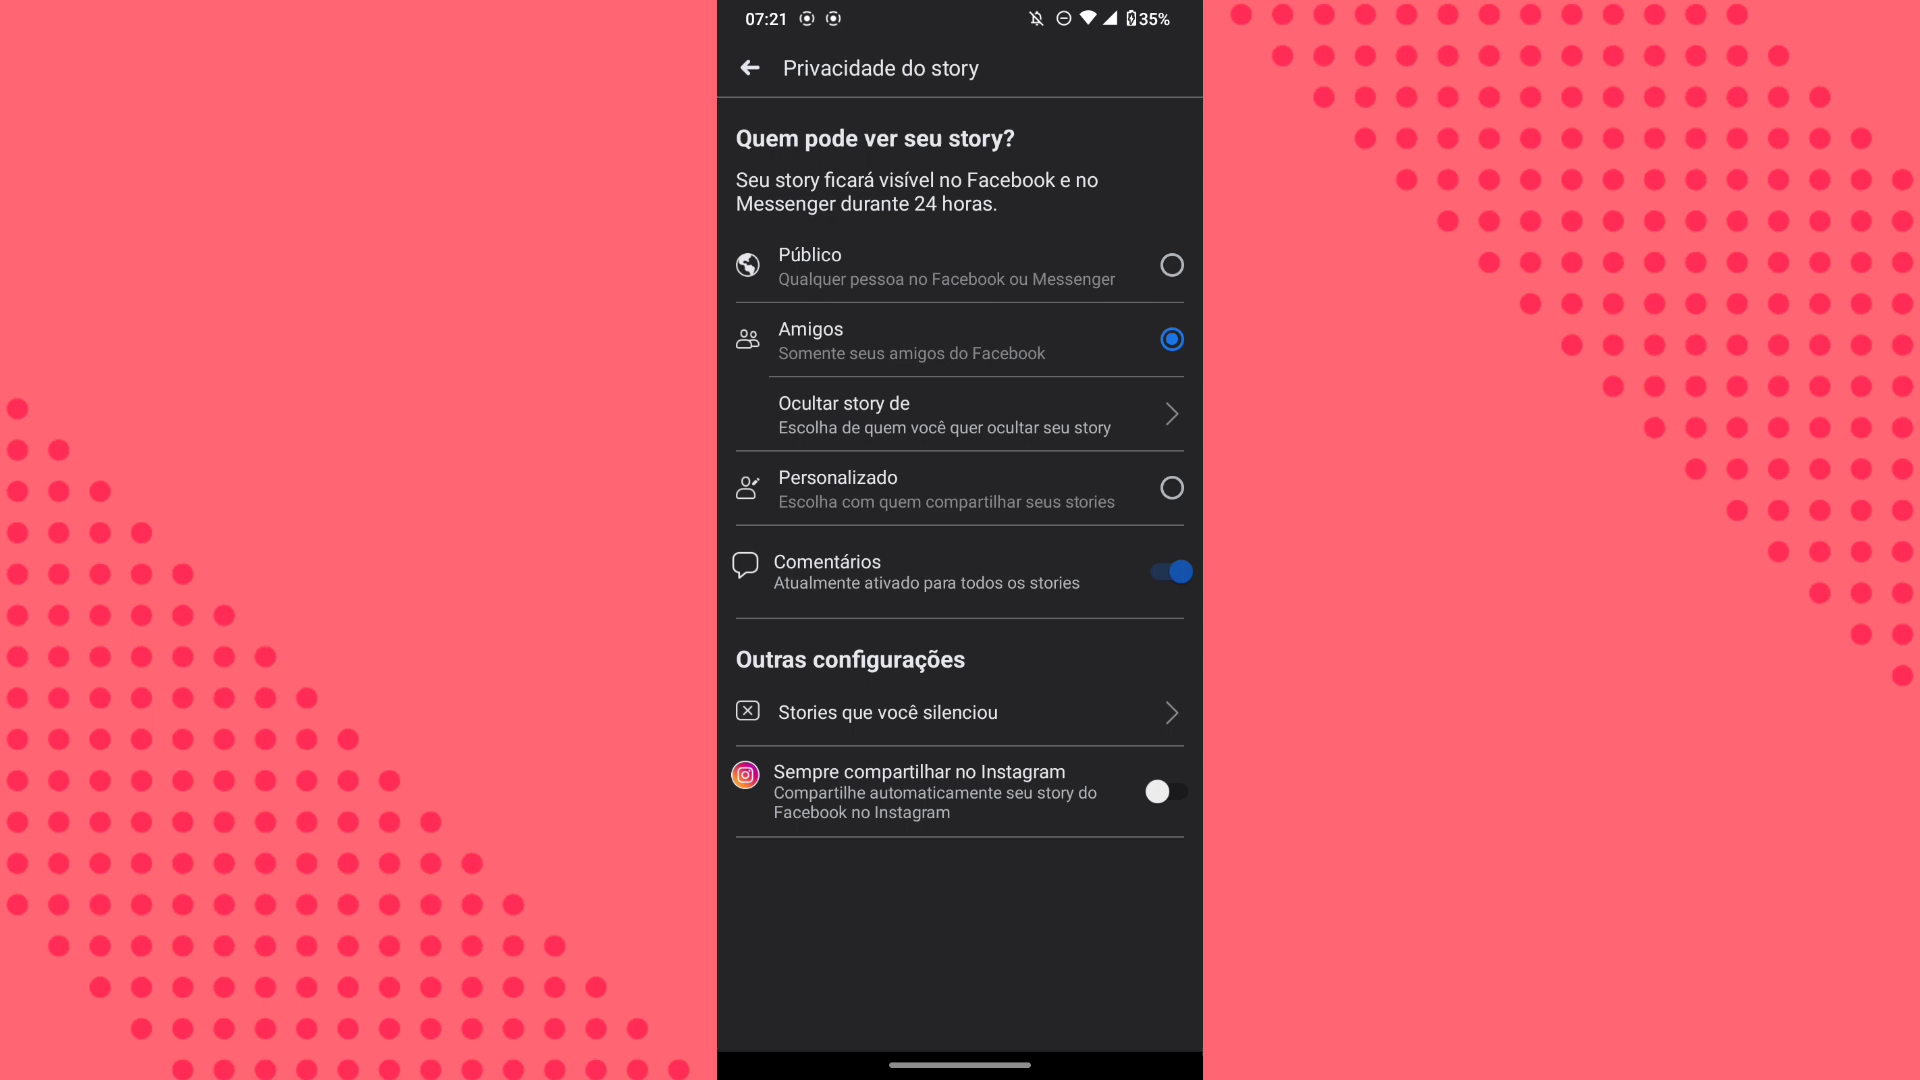 07:21
35%
Privacidade do story
Quem pode ver seu story?
Seu story ficará visível no Facebook e no
Messenger durante 24 horas.
Público
Qualquer pessoa no Facebook ou Messenger
Amigos
Somente seus amigos do Facebook
Ocultar story de
Escolha de quem você quer ocultar seu story
Personalizado
Escolha com quem compartilhar seus stories
Comentários
Atualmente ativado para todos os stories
Outras configurações
Stories que você silenciou
Sempre compartilhar no Instagram
Compartilhe automaticamente seu story do
Facebook no Instagram